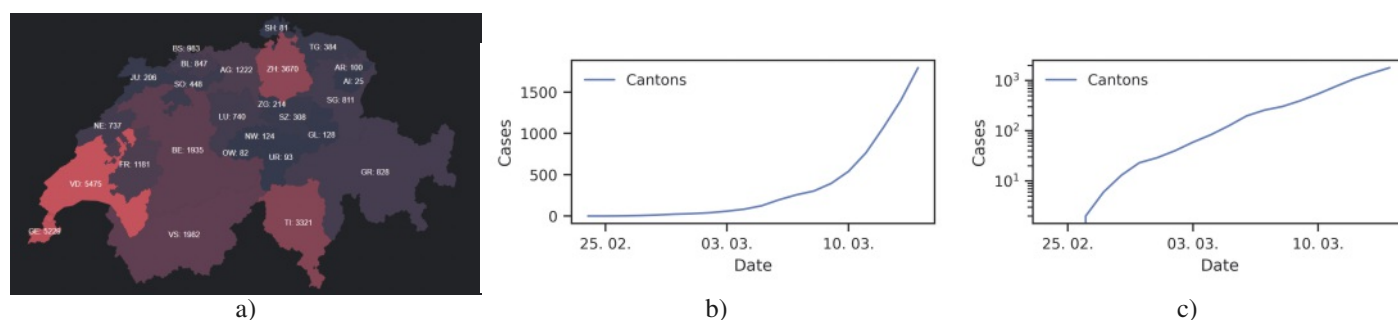 SH: 81
BS: 983
TG: 384
BL: 847
AG: 1222
ZH: 3670
AR: 100
JU: 206
SO: 448
AI: 25
ZG: 214
SG: 811
NE: 737
LU: 740
SZ: 308
NW: 124
GL: 128
BE: 1935
OW: 82
UR: 93
FR: 1181
GR: 828
VD: 5475
TI: 3321
VS: 1982
a)
Cantons
Cases
1500
1000
500
0
25. 02.
03. 03.
10. 03.
Date
b)
Cantons
Cases
10³
10²
10¹
25. 02.
03. 03.
10. 03.
Date
c)